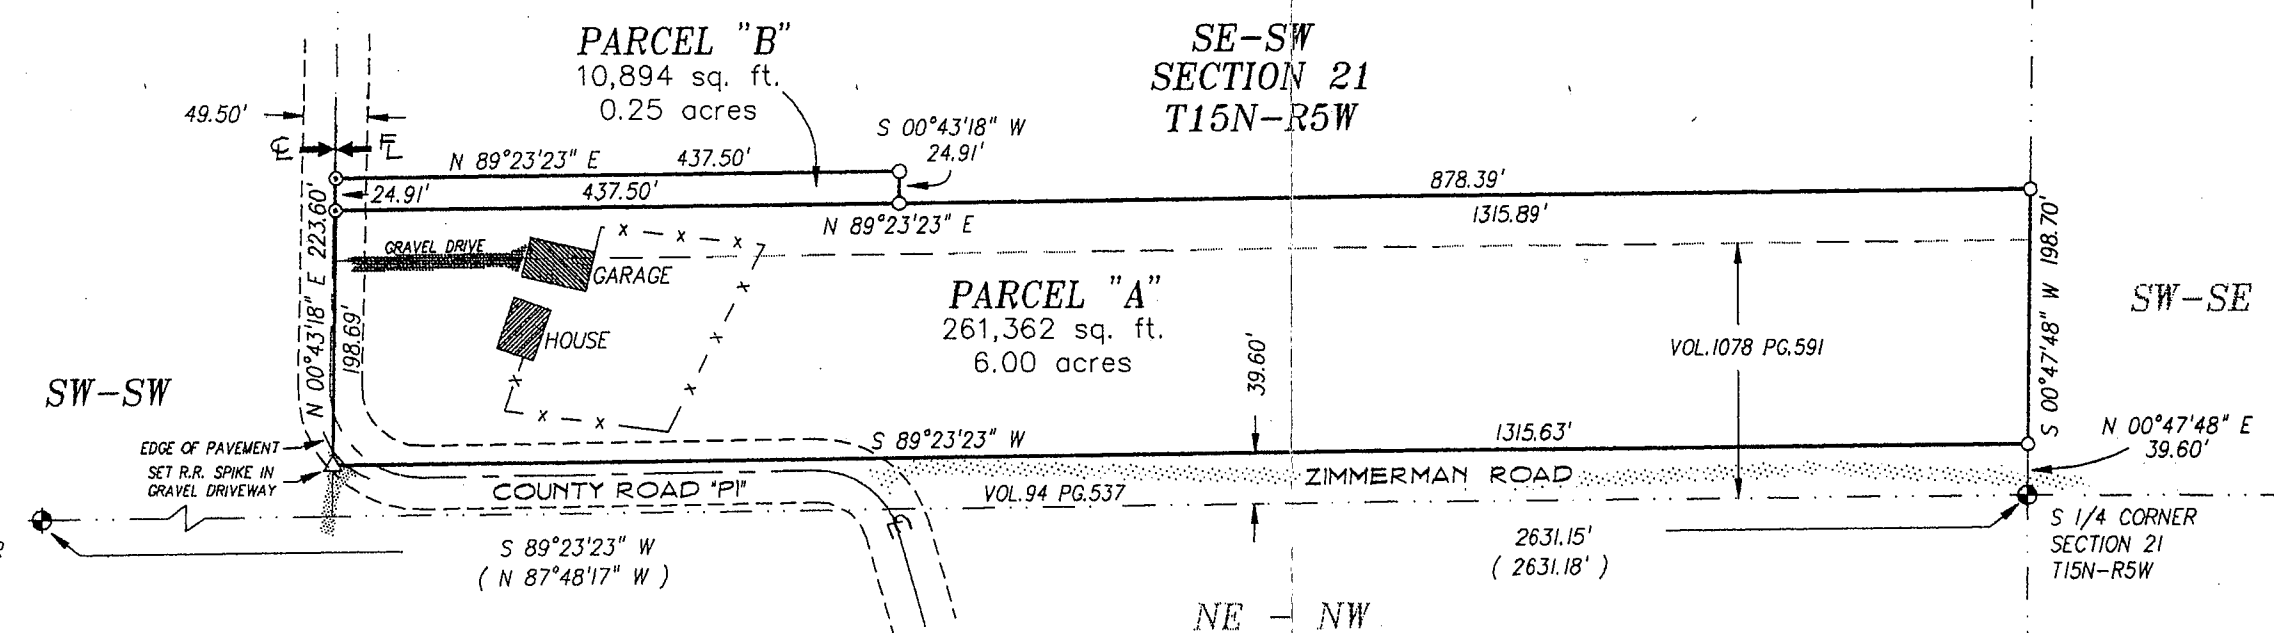 PARCEL "B"
10,894 sq. ft.
0.25 acres
SE-SW
SECTION 21
T15N-R5W
49.50'
S 00°43'18" W
24.91'
N 89°23'23" E
437.50'
24.91'
437.50'
N 89°23'23" E
878.39'
1315.89'
N 00°43'18" E 223.60'
198.69'
GRAVEL DRIVE
GARAGE
HOUSE
PARCEL "A"
261,362 sq. ft.
6.00 acres
39.60'
VOL.1078 PG.591
S 00°47'48" W 198.70'
SW-SE
SW-SW
EDGE OF PAVEMENT
SET R.R. SPIKE IN
GRAVEL DRIVEWAY
S 89°23'23" W
1315.63'
N 00°47'48" E
39.60'
COUNTY ROAD "PI"
VOL.94 PG.537
ZIMMERMAN ROAD
S 89°23'23" W
( N 87°48'17" W )
2631.15'
( 2631.18' )
S 1/4 CORNER
SECTION 21
T15N-R5W
NE - NW